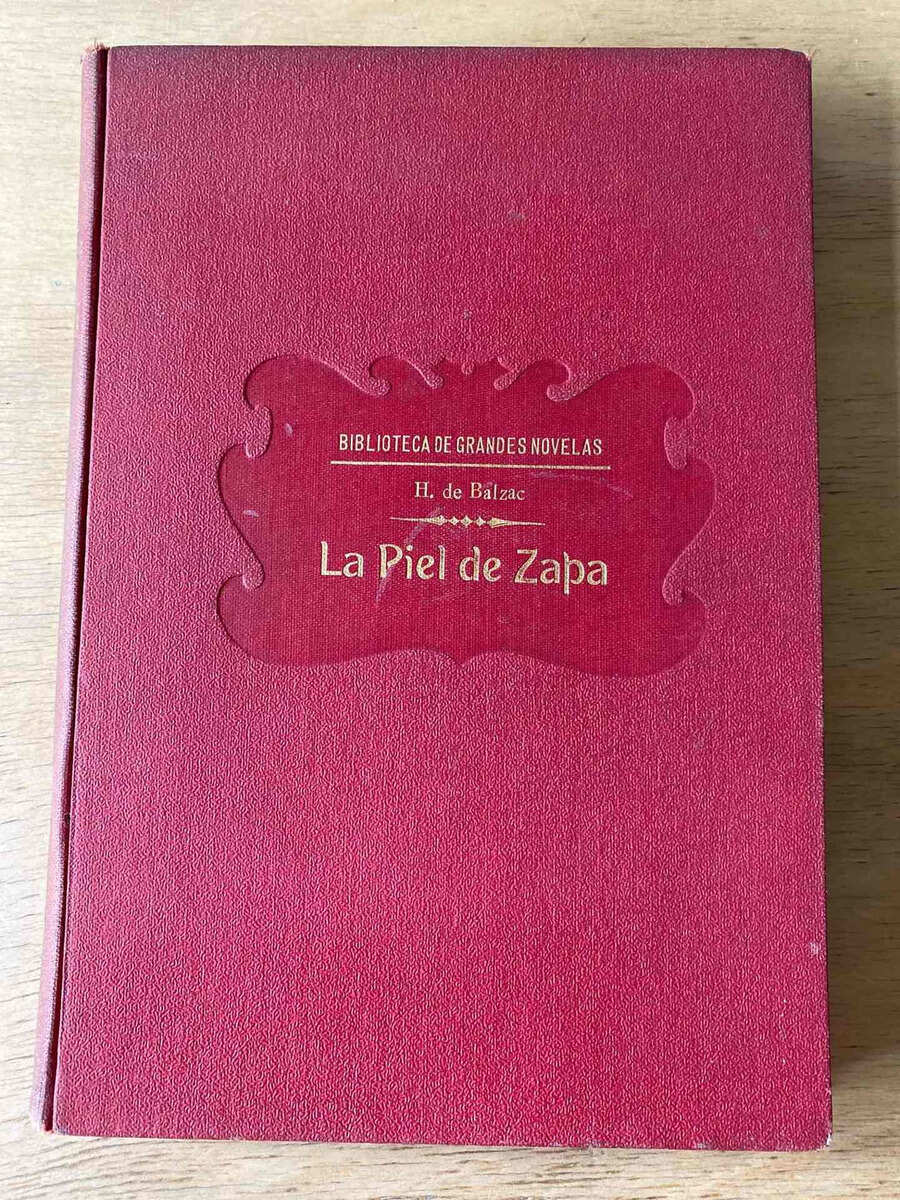 BIBLIOTECA DE GRANDES NOVELAS
H. de Balzac
La Piel de Zapa